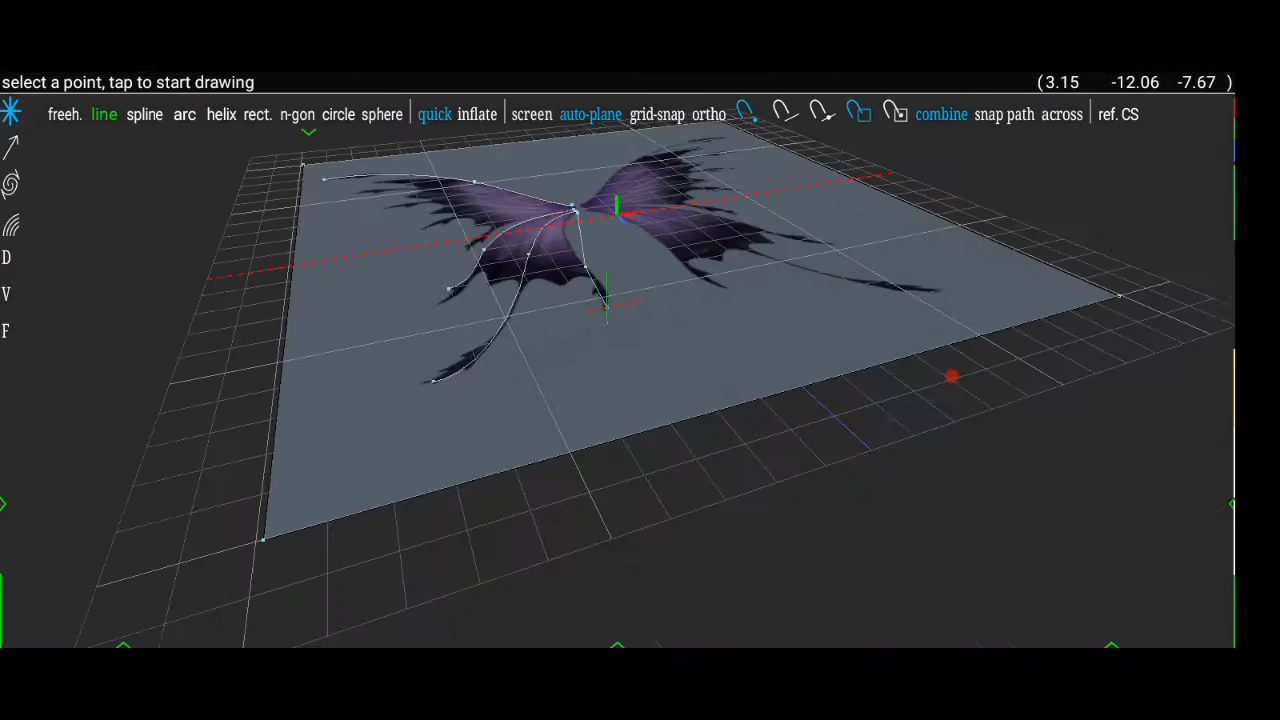 select a point, tap to start drawing (3.15 -12.06 -7.67 )
freeh. line spline arc helix rect. n-gon circle sphere quick inflate screen auto-plane grid-snap ortho combine snap path across ref. CS
D
V
F